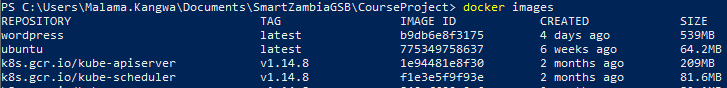 PS C:\Users\Malama.Kangwa\Documents\SmartZambiaGSB\CourseProject> docker images
REPOSITORY TAG IMAGE ID CREATED SIZE
wordpress latest b9db6e8f3175 4 days ago 539MB
ubuntu latest 775349758637 6 weeks ago 64.2MB
k8s.gcr.io/kube-apiserver v1.14.8 1e94481e8f30 2 months ago 209MB
k8s.gcr.io/kube-scheduler v1.14.8 f1e3e5f9f93e 2 months ago 81.6MB